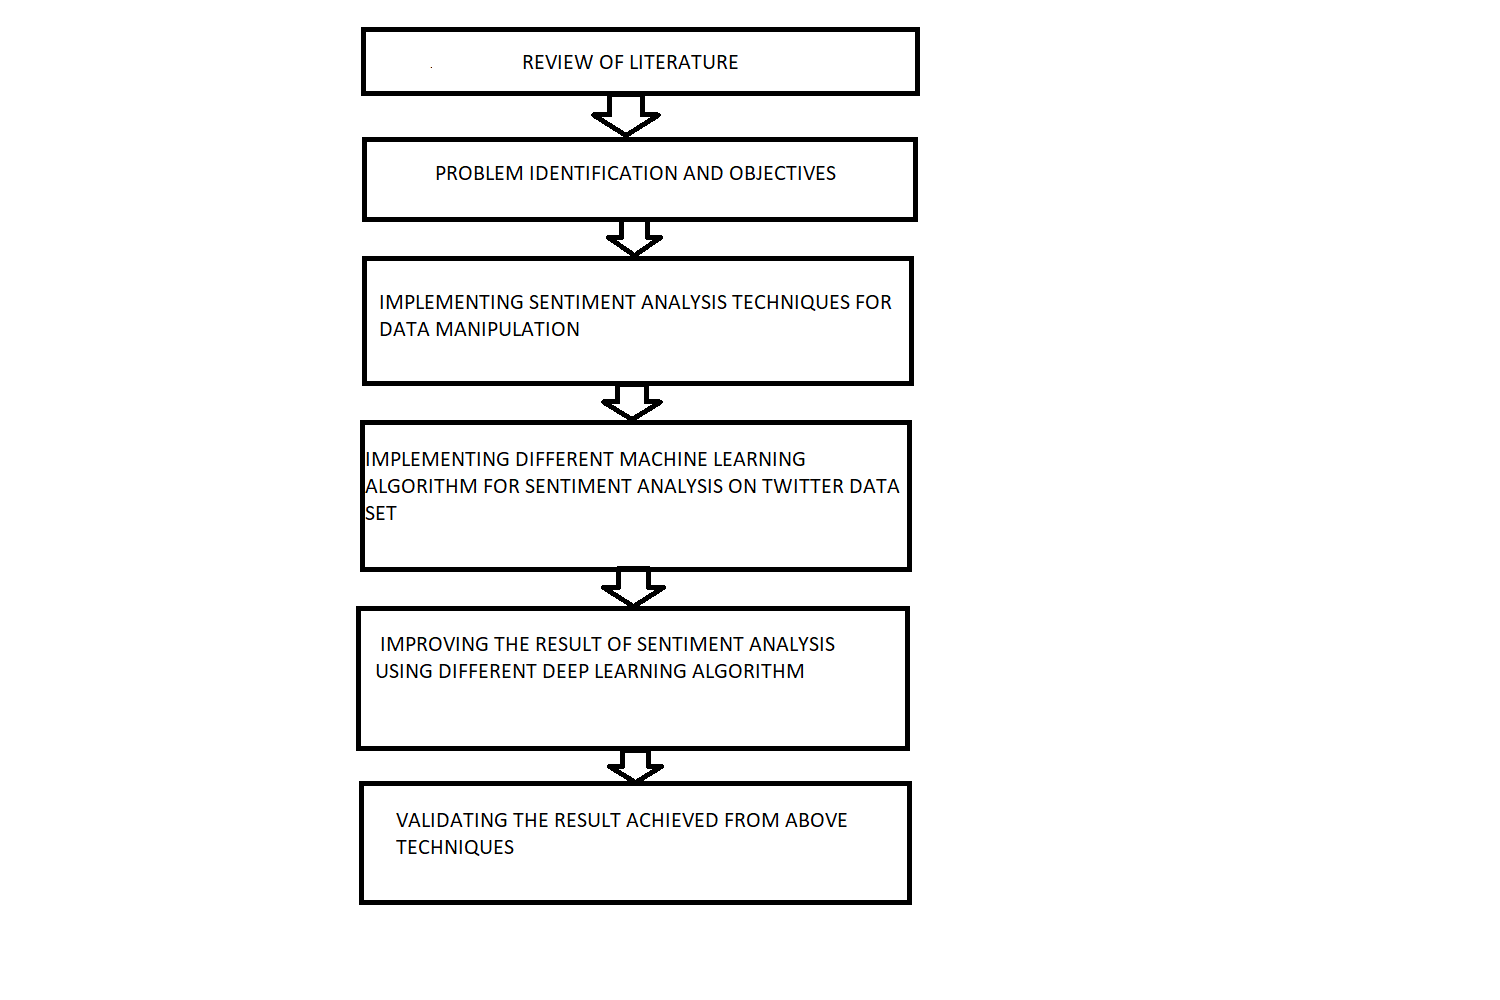 REVIEW OF LITERATURE
PROBLEM IDENTIFICATION AND OBJECTIVES
IMPLEMENTING SENTIMENT ANALYSIS TECHNIQUES FOR
DATA MANIPULATION
IMPLEMENTING DIFFERENT MACHINE LEARNING
ALGORITHM FOR SENTIMENT ANALYSIS ON TWITTER DATA
SET
IMPROVING THE RESULT OF SENTIMENT ANALYSIS
USING DIFFERENT DEEP LEARNING ALGORITHM
VALIDATING THE RESULT ACHIEVED FROM ABOVE
TECHNIQUES